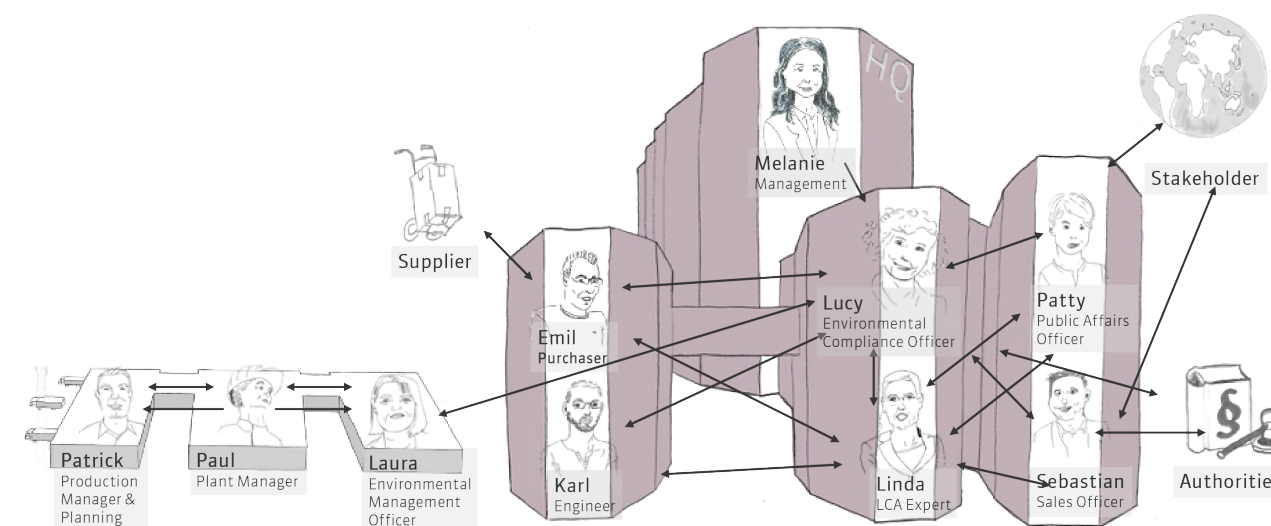 HQ
Melanie
Management
Stakeholder
Supplier
Lucy
Environmental
Compliance Officer
Patty
Public Affairs
Officer
Emil
Purchaser
§
Patrick
Production
Manager &
Planning
Paul
Plant Manager
Laura
Environmental
Management
Officer
Karl
Engineer
Linda
LCA Expert
Sebastian
Sales Officer
Authoritie